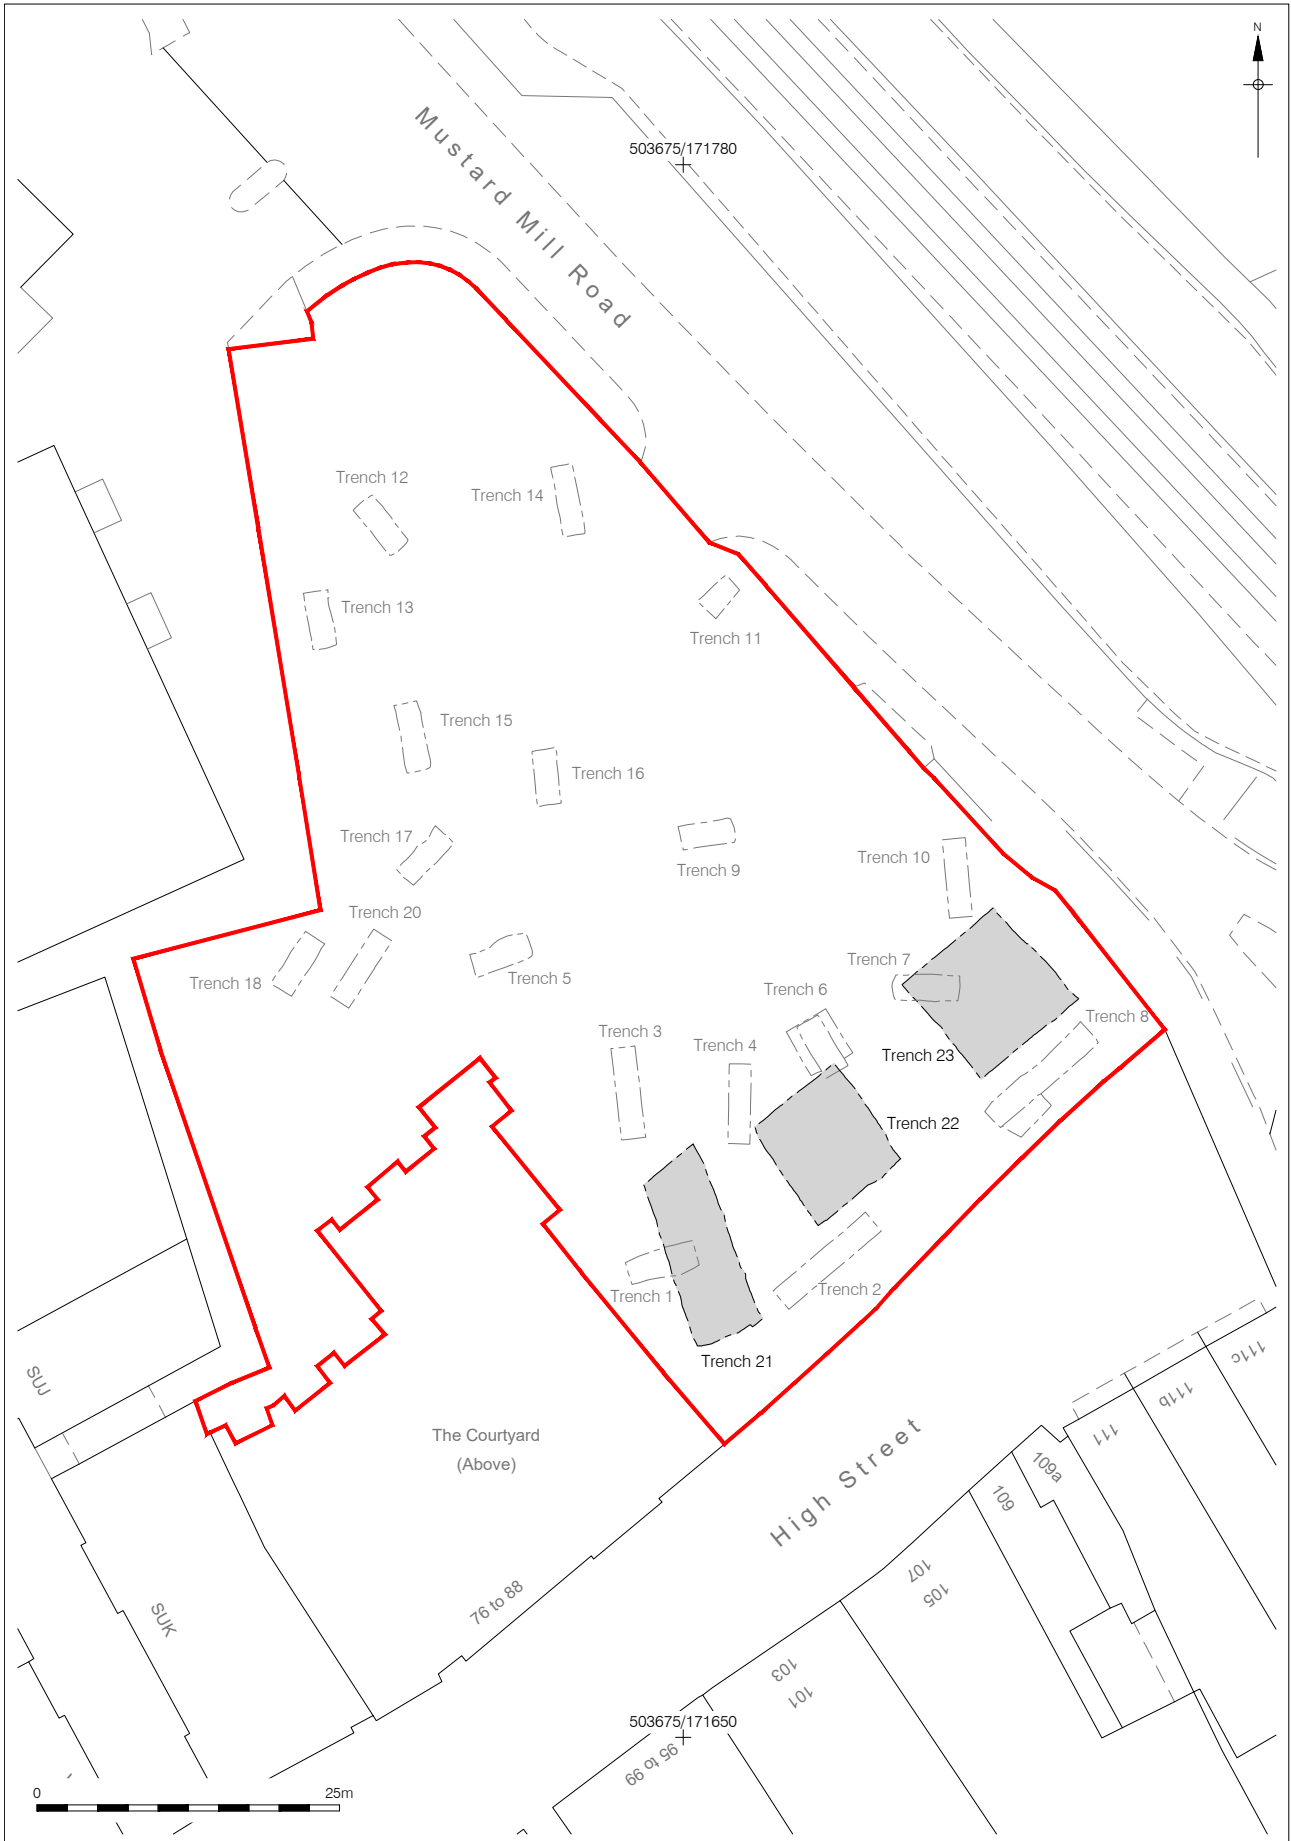 N
Mustard Mill Road
503675/171780
Trench 12
Trench 14
Trench 13
Trench 11
Trench 15
Trench 16
Trench 17
Trench 9
Trench 10
Trench 20
Trench 18
Trench 5
Trench 7
Trench 6
Trench 8
Trench 3
Trench 4
Trench 23
Trench 22
Trench 1
Trench 2
Trench 21
SUJ
The Courtyard
(Above)
High Street
111c
111b
111
109a
109
107
105
76 to 88
SUK
103
101
503675/171650
95 to 99
0
25m